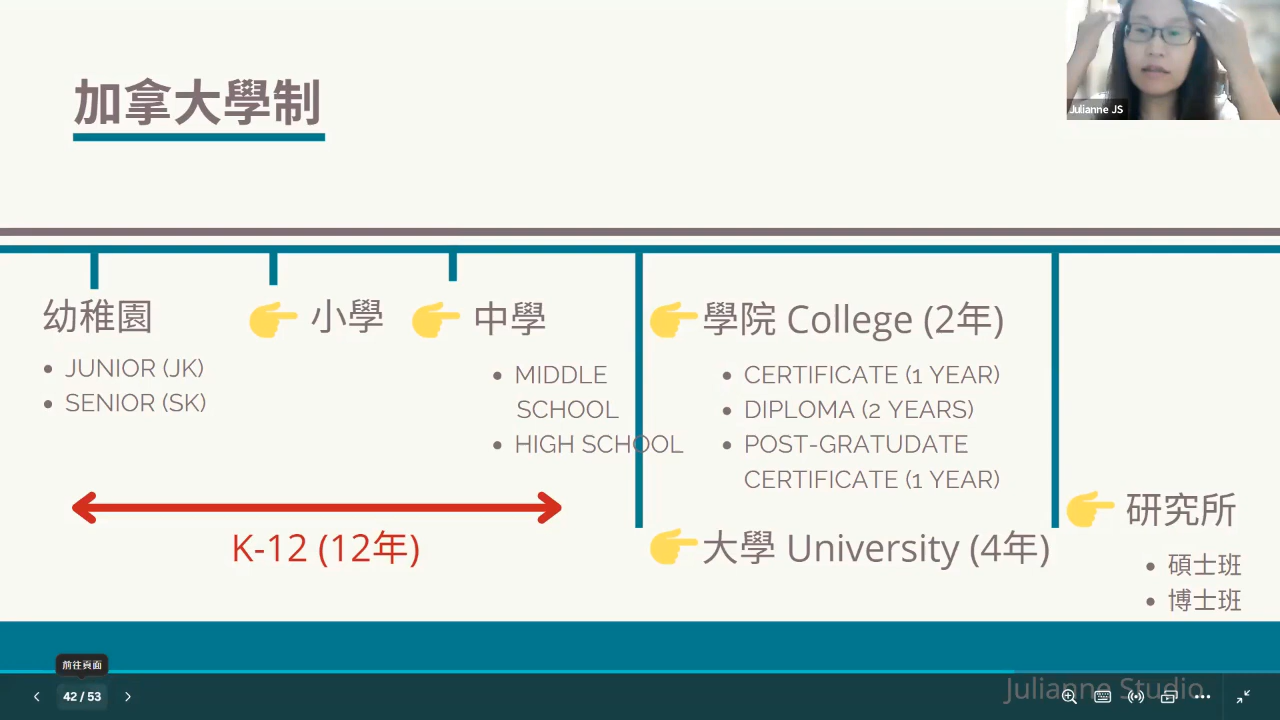 加拿大學制
Julianne JS
幼稚園
JUNIOR (JK)
SENIOR (SK)
小學
中學
MIDDLE
SCHOOL
HIGH SCHOOL
學院 College (2年)
CERTIFICATE (1 YEAR)
DIPLOMA (2 YEARS)
POST-GRATUDATE
CERTIFICATE (1 YEAR)
K-12 (12年)
大學 University (4年)
研究所
碩士班
博士班
前往頁面
42 / 53
Julianne Studio